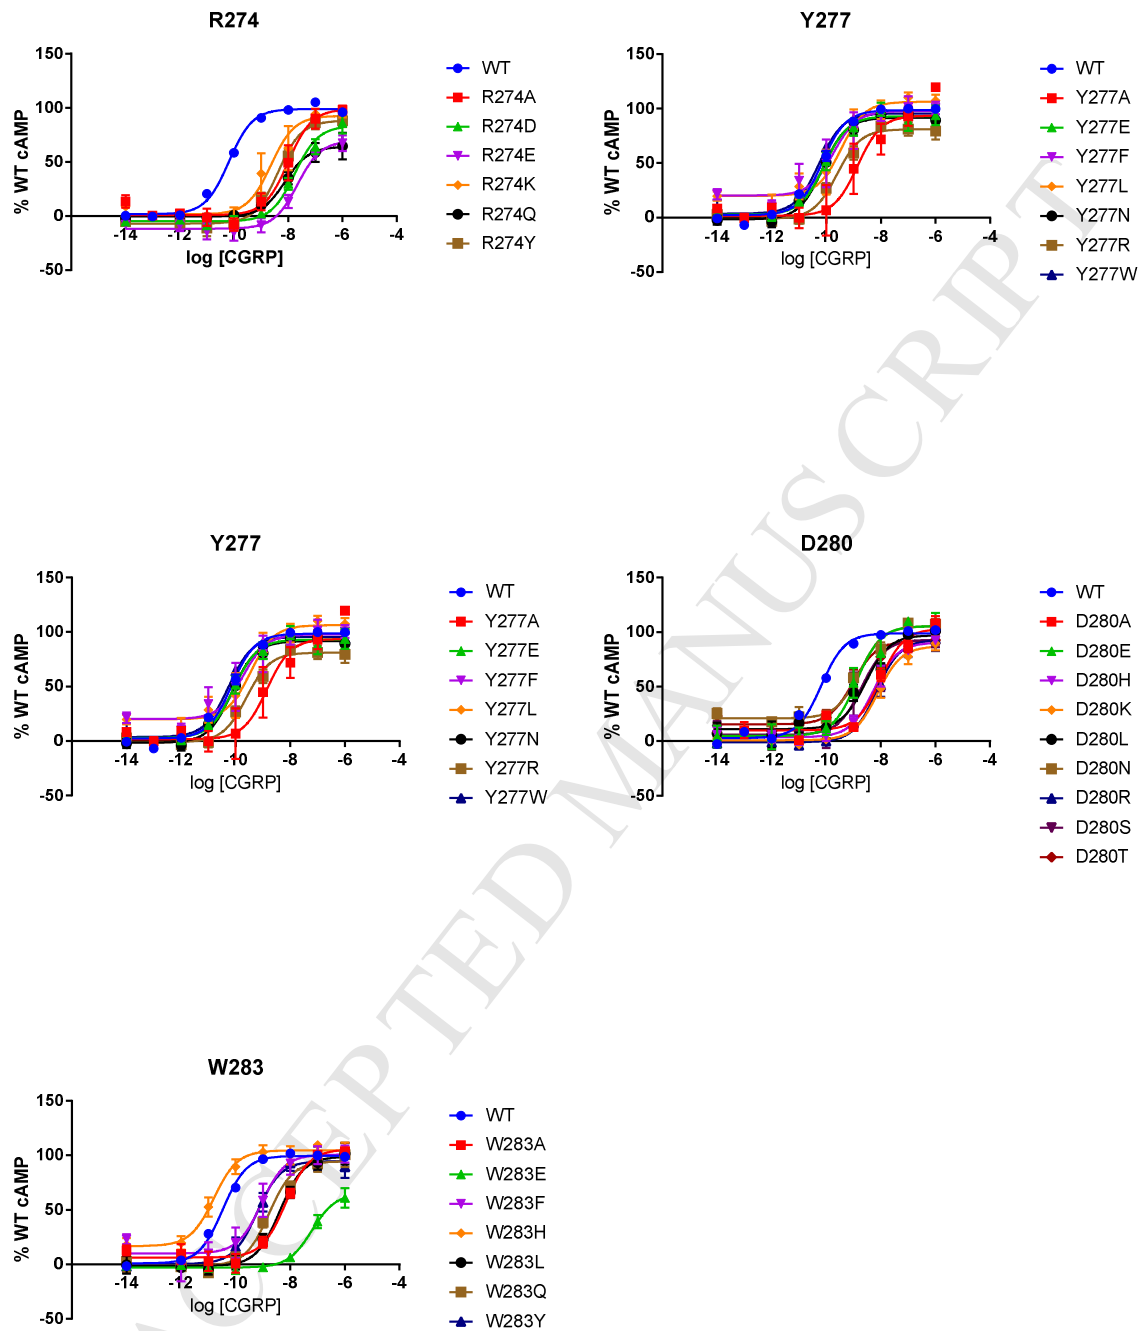 R274
% WT cAMP
150
100
50
0
-50
-14
-12
-10
-8
-6
-4
log [CGRP]
WT
R274A
R274D
R274E
R274K
R274Q
R274Y
Y277
% WT cAMP
150
100
50
0
-50
-14
-12
-10
-8
-6
-4
log [CGRP]
WT
Y277A
Y277E
Y277F
Y277L
Y277N
Y277R
Y277W
Y277
% WT cAMP
150
100
50
0
-50
-14
-12
-10
-8
-6
-4
log [CGRP]
WT
Y277A
Y277E
Y277F
Y277L
Y277N
Y277R
Y277W
D280
% WT cAMP
150
100
50
0
-50
-14
-12
-10
-8
-6
-4
log [CGRP]
WT
D280A
D280E
D280H
D280K
D280L
D280N
D280R
D280S
D280T
W283
% WT cAMP
150
100
50
0
-50
-14
-12
-10
-8
-6
-4
log [CGRP]
WT
W283A
W283E
W283F
W283H
W283L
W283Q
W283Y
ACCEPTED MANUSCRIPT